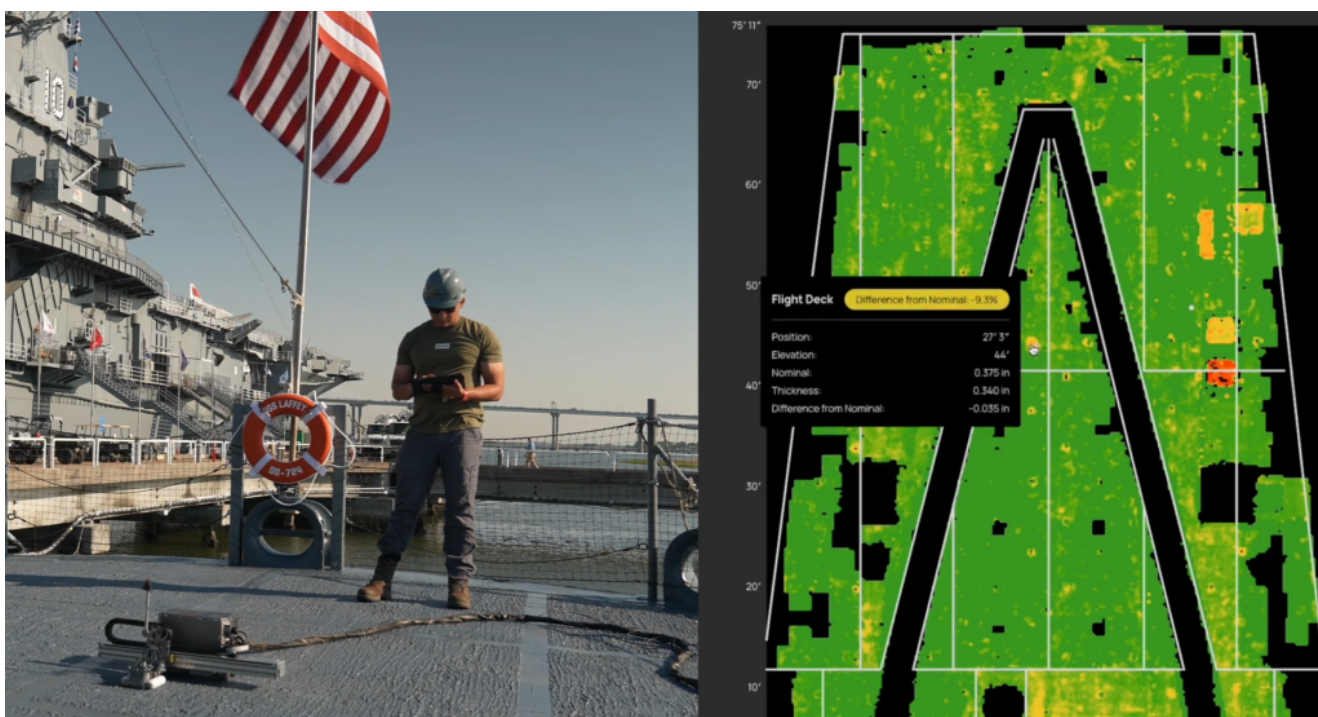 10
USS LAFFEY
DD-724
75' 11"
70'
60'
50'
40'
30'
20'
10'
Flight Deck
Difference from Nominal: -9.3%
Position: 27' 3"
Elevation: 44'
Nominal: 0.375 in
Thickness: 0.340 in
Difference from Nominal: -0.035 in